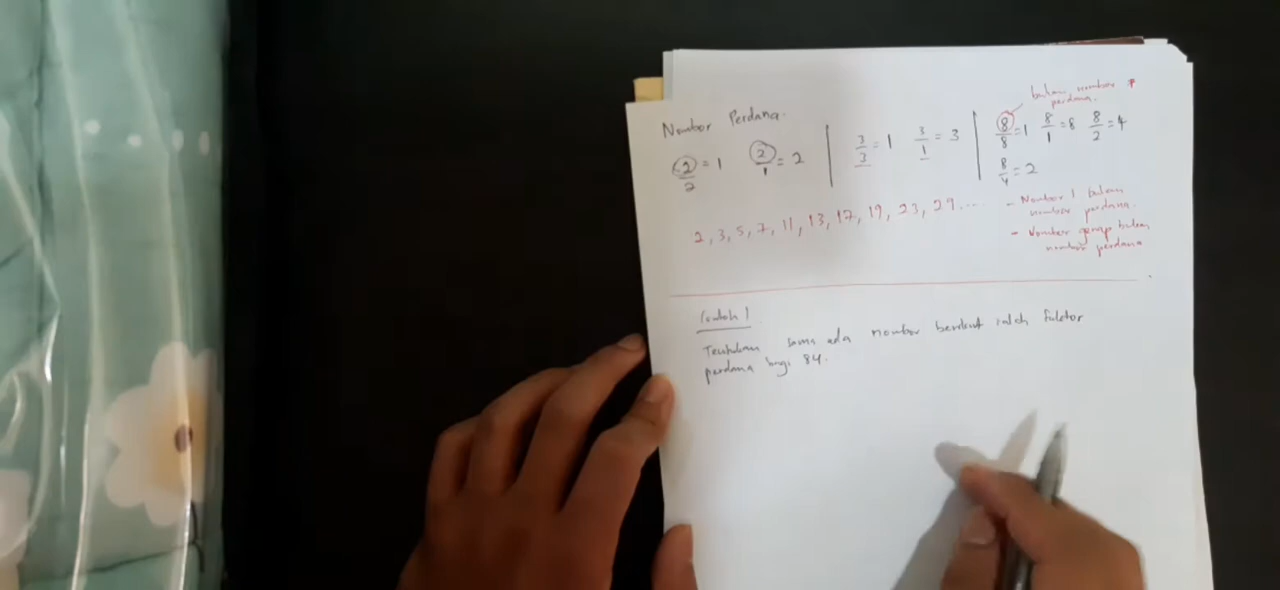 Nombor Perdana.
2/2 = 1 2/1 = 2 3/3 = 1 3/1 = 3 8/8 = 1 8/1 = 8 8/2 = 4
8/4 = 2
bukan nombor
perdana.
2, 3, 5, 7, 11, 13, 17, 19, 23, 29...
- Nombor 1 bukan
nombor perdana.
- Nombor genap bukan
nombor perdana
Contoh 1
Tentukan sama ada nombor berikut ialah faktor
perdana bagi 84.